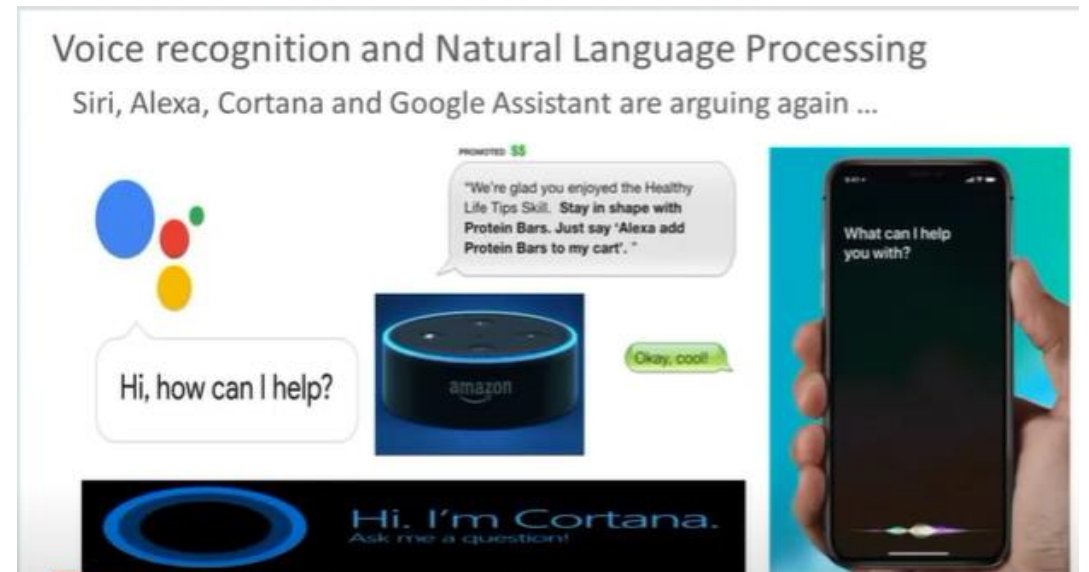 Voice recognition and Natural Language Processing
Siri, Alexa, Cortana and Google Assistant are arguing again ...
PROMOTED $$
"We're glad you enjoyed the Healthy
Life Tips Skill. Stay in shape with
Protein Bars. Just say 'Alexa add
Protein Bars to my cart'. "
What can I help
you with?
Okay, cool!
Hi, how can I help?
amazon
Hi. I'm Cortana.
Ask me a question!